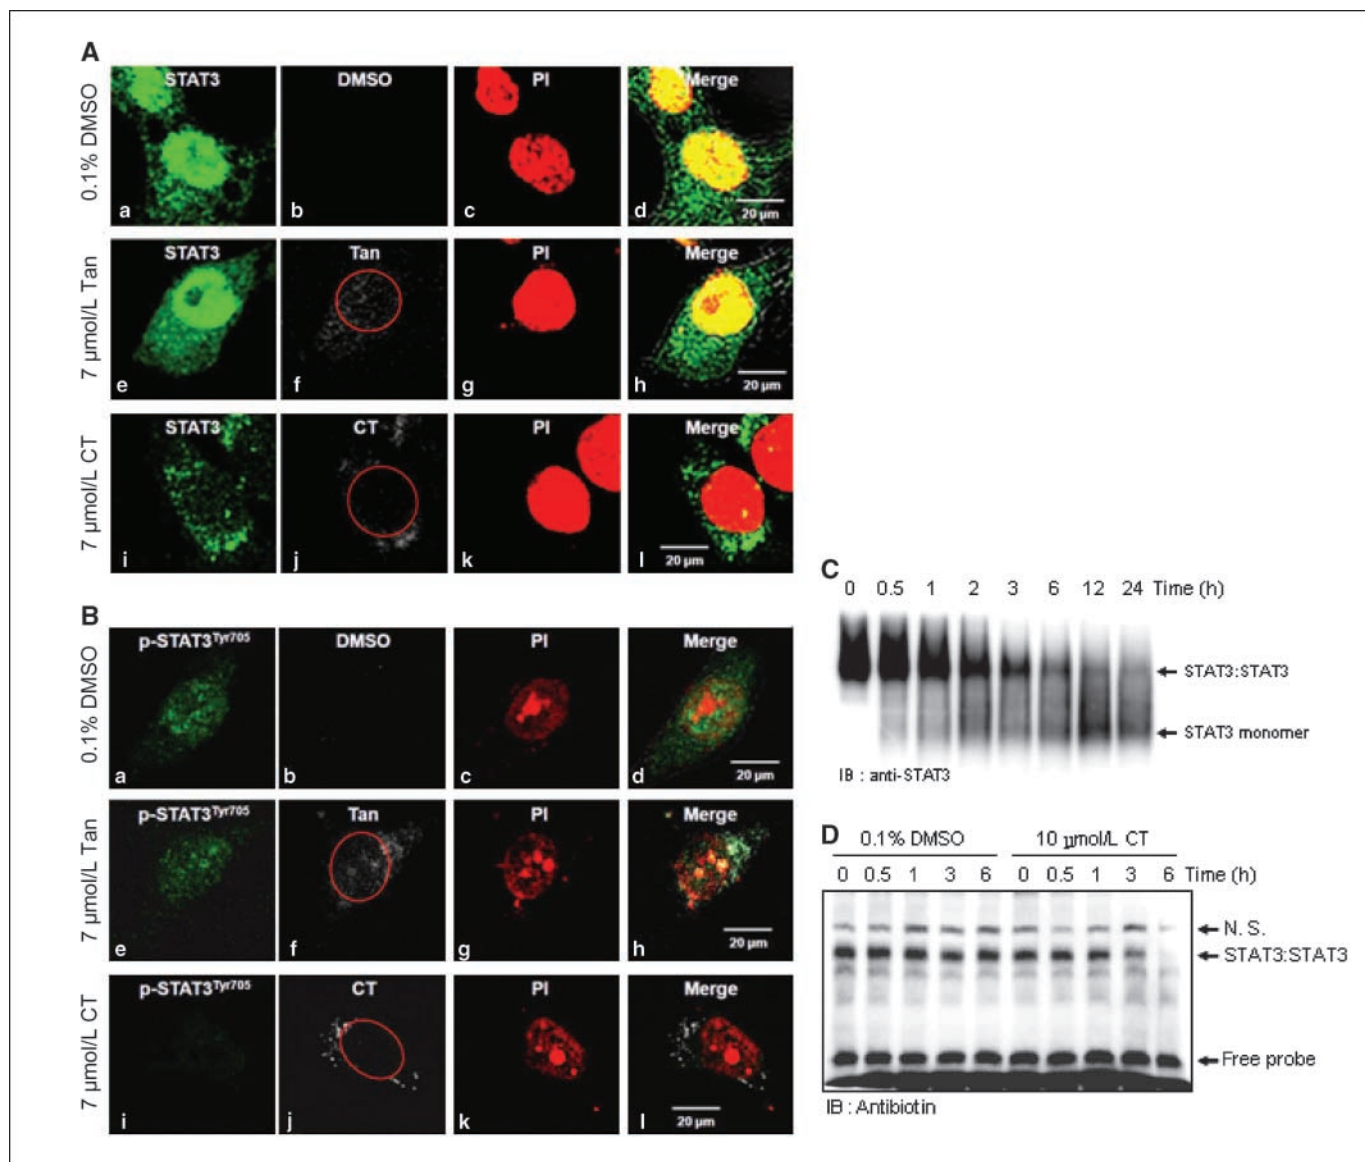 A
STAT3 DMSO PI Merge
0.1% DMSO
a b c d
20 µm
STAT3 Tan PI Merge
7 µmol/L Tan
e f g h
20 µm
STAT3 CT PI Merge
7 µmol/L CT
i j k l
20 µm
B
p-STAT3Tyr705 DMSO PI Merge
0.1% DMSO
a b c d
20 µm
p-STAT3Tyr705 Tan PI Merge
7 µmol/L Tan
e f g h
20 µm
p-STAT3Tyr705 CT PI Merge
7 µmol/L CT
i j k l
20 µm
C
0 0.5 1 2 3 6 12 24 Time (h)
STAT3:STAT3
STAT3 monomer
IB : anti-STAT3
D
0.1% DMSO 10 µmol/L CT
0 0.5 1 3 6 0 0.5 1 3 6 Time (h)
N. S.
STAT3:STAT3
Free probe
IB : Antibiotin